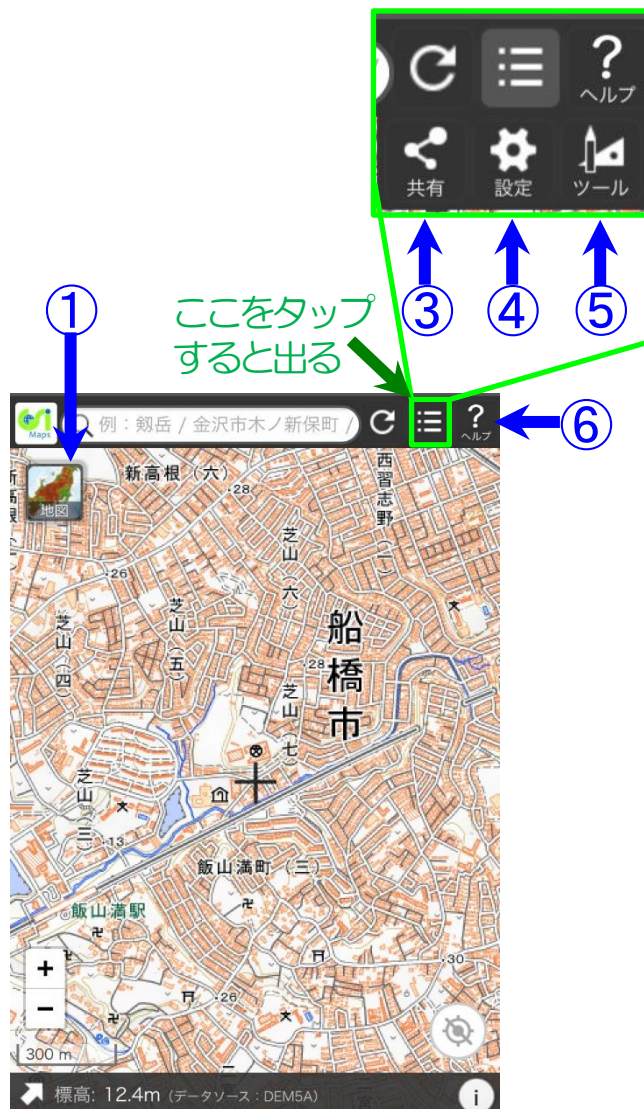 ヘルプ
共有
設定
ツール
③
④
⑤
①
ここをタップ
すると出る
GSI
Maps
例：剱岳 / 金沢市木ノ新保町 /
ヘルプ
⑥
地図
新高根（六）
西習志野（一）
新高根
・28
芝山（六）
・26
芝山（五）
芝山（四）
船橋市
・28
芝山（七）
芝山（三）
・13
飯山満町（三）
飯山満駅
・30
・26
+
−
300 m
標高: 12.4m（データソース：DEM5A）
i